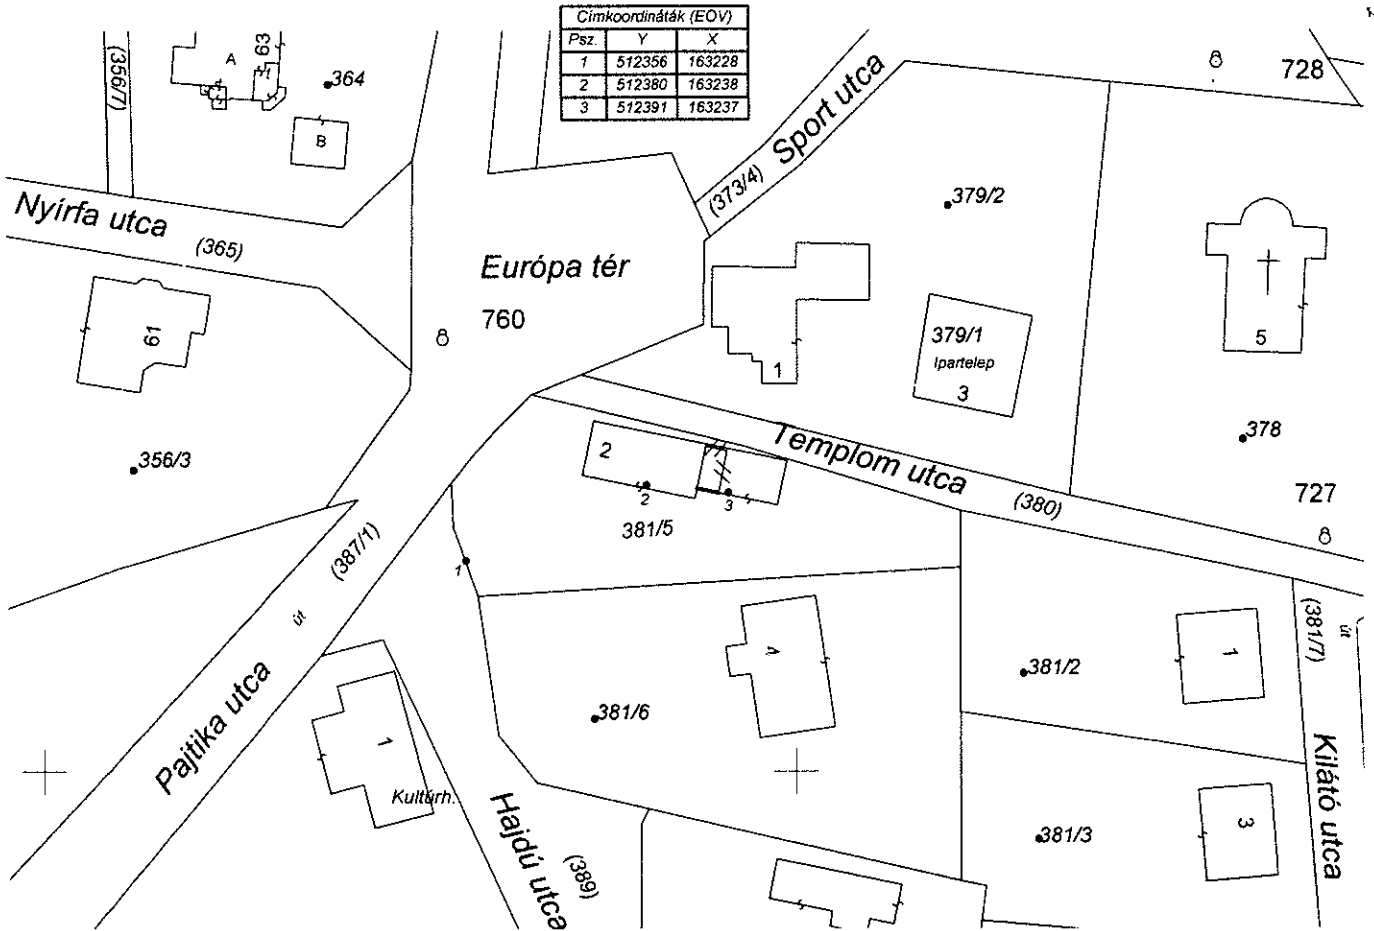 Címkoordináták (EOV)
Psz. Y X
1 512356 163228
2 512380 163238
3 512391 163237
(356/7)
A
63
364
B
728
Sport utca
(373/4)
Nyírfa utca
(365)
379/2
Európa tér
760
61
379/1
Ipartelep
3
1
5
356/3
2
2
3
Templom utca
378
(380)
727
381/5
(387/1)
1
út
Pajtika utca
4
381/6
381/2
1
(381/7)
út
1
Kultúrh.
Kilátó utca
Hajdú utca
(389)
381/3
3